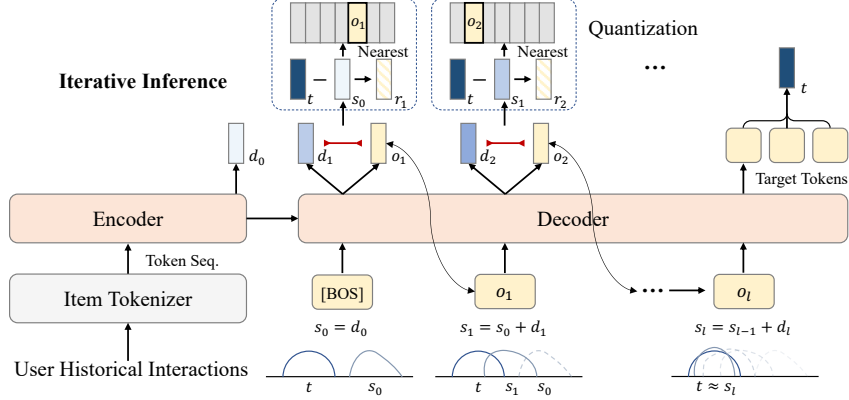 o₁
o₂
Quantization
Nearest
Nearest
Iterative Inference
t − s₀ r₁
t − s₁ r₂
...
t
d₀
d₁
o₁
d₂
o₂
Target Tokens
Encoder
Decoder
Token Seq.
Item Tokenizer
[BOS]
o₁
...
oₗ
s₀ = d₀
s₁ = s₀ + d₁
sₗ = sₗ₋₁ + dₗ
User Historical Interactions
t s₀
t s₁ s₀
t ≈ sₗ